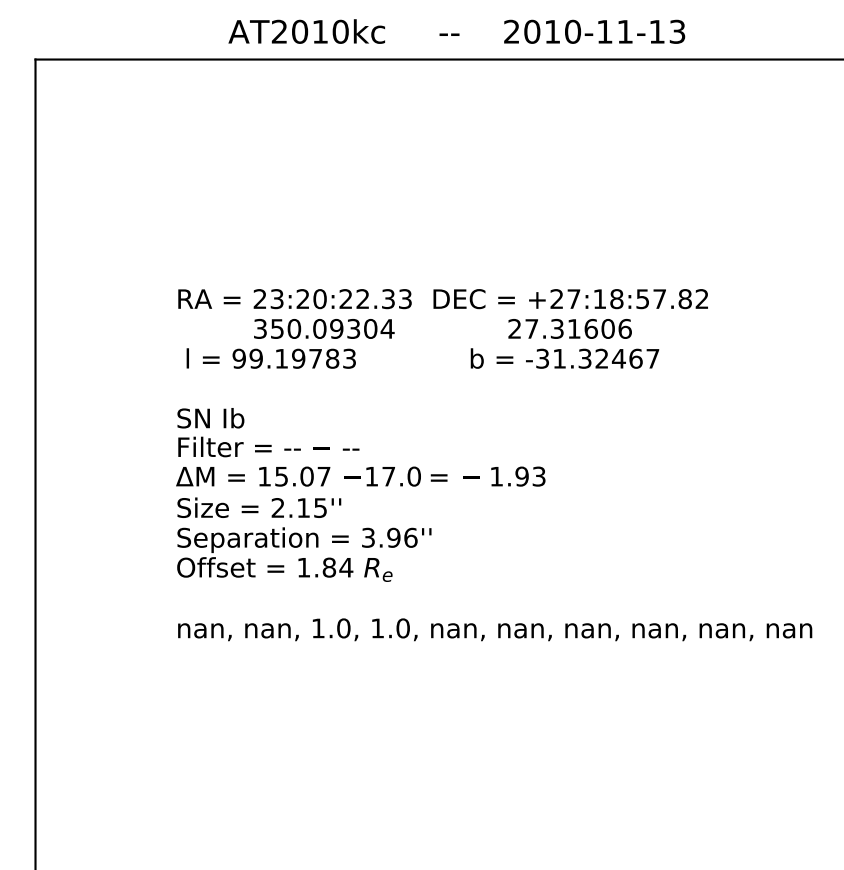 AT2010kc -- 2010-11-13
RA = 23:20:22.33 DEC = +27:18:57.82
350.09304 27.31606
l = 99.19783 b = -31.32467
SN Ib
Filter = -- − --
ΔM = 15.07 −17.0 = − 1.93
Size = 2.15''
Separation = 3.96''
Offset = 1.84 Rₑ
nan, nan, 1.0, 1.0, nan, nan, nan, nan, nan, nan